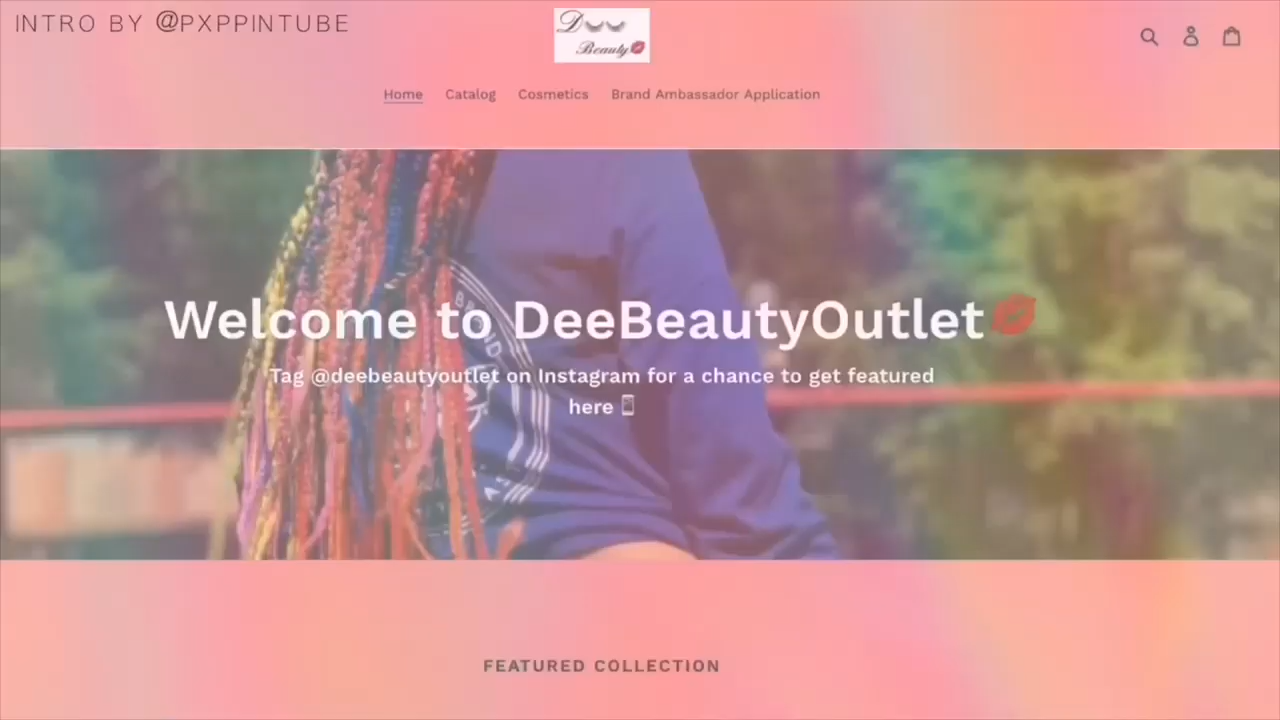 INTRO BY @PXPPINTUBE
Dee
Beauty💋
Home Catalog Cosmetics Brand Ambassador Application
Welcome to DeeBeautyOutlet💋
Tag @deebeautyoutlet on Instagram for a chance to get featured
here 📱
FEATURED COLLECTION